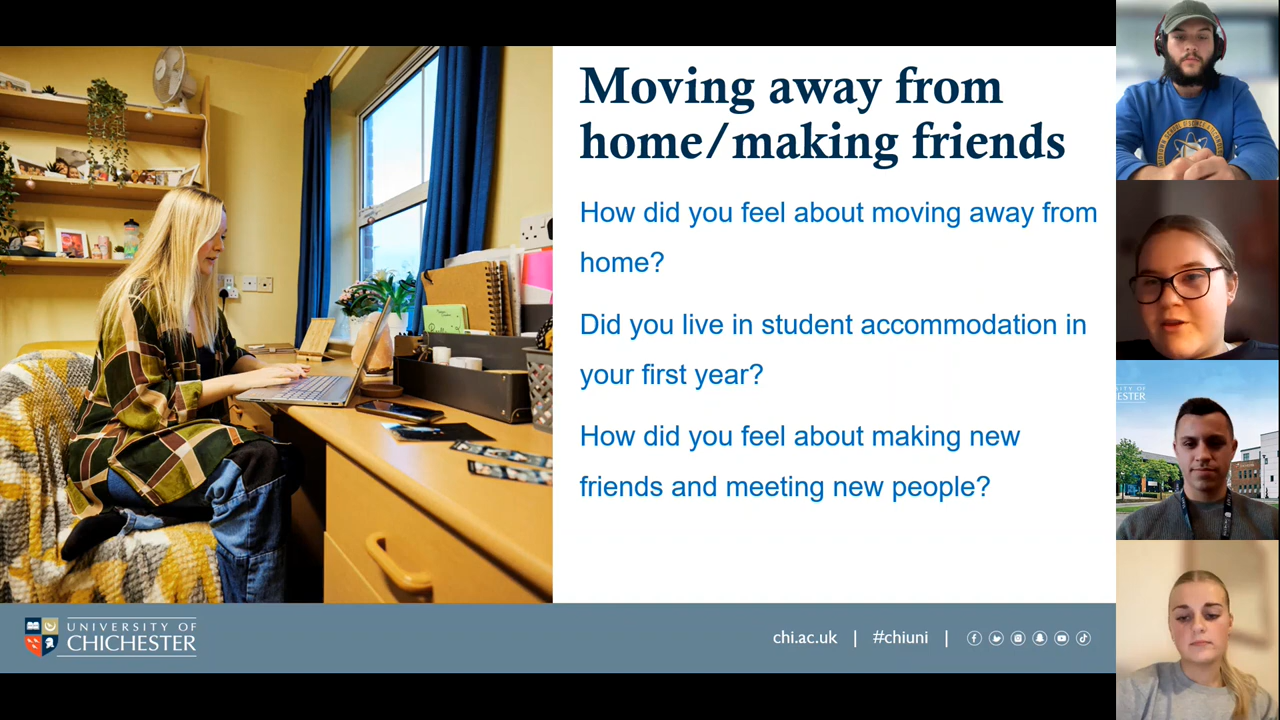 Moving away from
home/making friends
How did you feel about moving away from
home?
Did you live in student accommodation in
your first year?
How did you feel about making new
friends and meeting new people?
UNIVERSITY OF
CHICHESTER
chi.ac.uk | #chiuni |